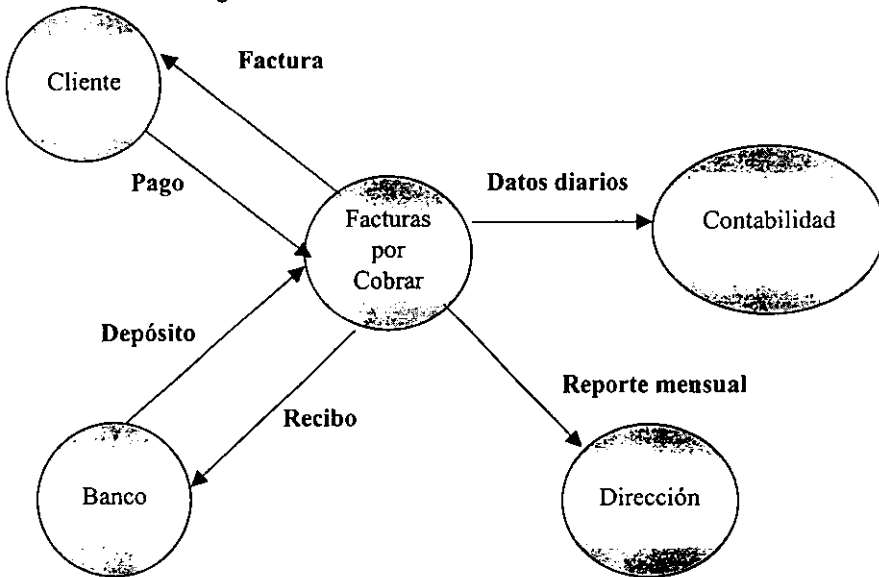 Factura
Cliente
Pago
Datos diarios
Facturas
por
Cobrar
Contabilidad
Depósito
Reporte mensual
Recibo
Banco
Dirección